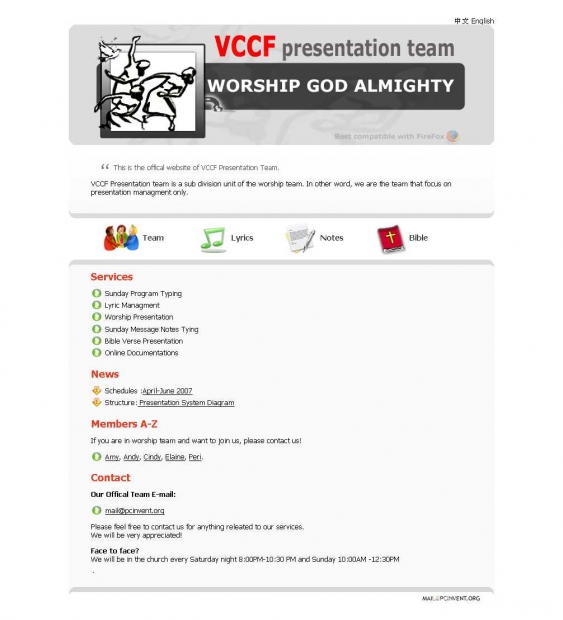 中文 English
VCCF presentation team
WORSHIP GOD ALMIGHTY
Best compatible with FireFox
“ This is the offical website of VCCF Presentation Team.
VCCF Presentation team is a sub division unit of the worship team. In other word, we are the team that focus on
presentation managment only.
Team Lyrics Notes Bible
Services
Sunday Program Typing
Lyric Managment
Worship Presentation
Sunday Message Notes Tying
Bible Verse Presentation
Online Documentations
News
Schedules :April-June 2007
Structure: Presentation System Diagram
Members A-Z
If you are in worship team and want to join us, please contact us!
Amy, Andy, Cindy, Elaine, Peri.
Contact
Our Offical Team E-mail:
mail@pcinvent.org
Please feel free to contact us for anything releated to our services.
We will be very appreciated!
Face to face?
We will be in the church every Saturday night 8:00PM-10:30 PM and Sunday 10:00AM -12:30PM
.
MAIL@PCINVENT.ORG